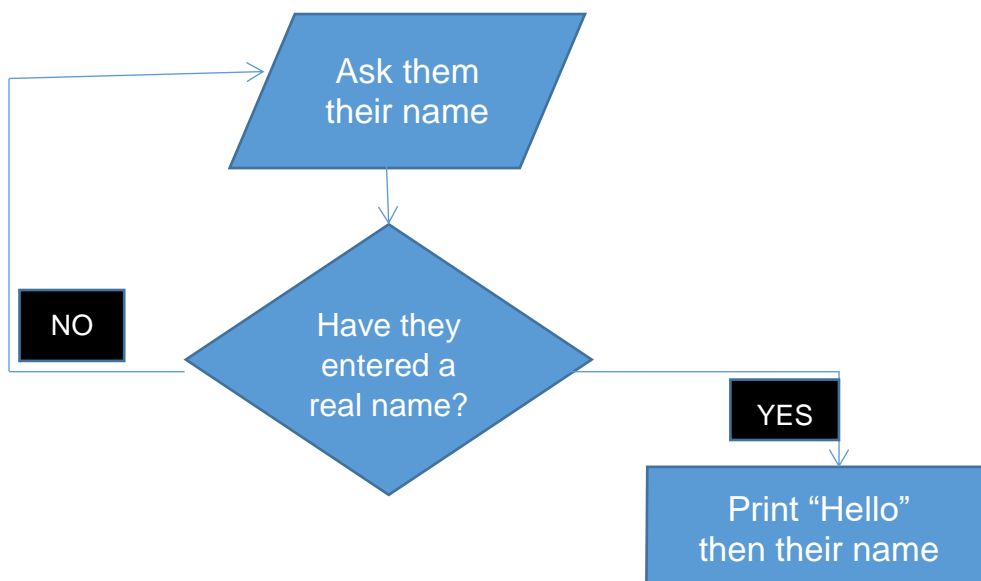 Ask them
their name
NO
Have they
entered a
real name?
YES
Print “Hello”
then their name